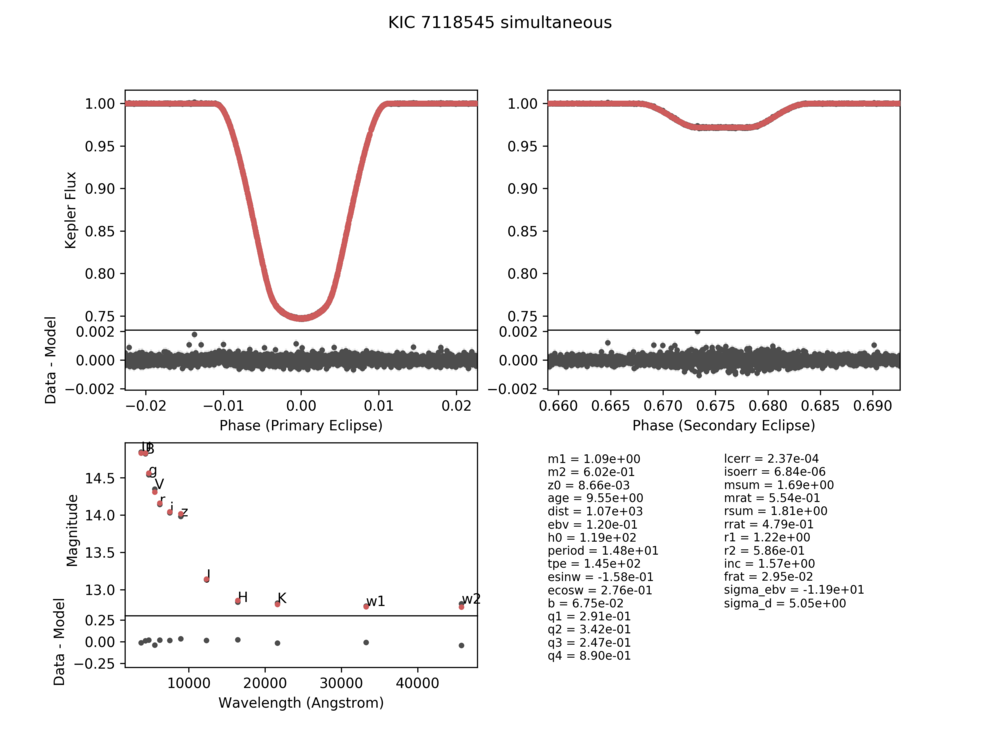 KIC 7118545 simultaneous
1.00
0.95
0.90
0.85
0.80
0.75
Kepler Flux
1.00
0.95
0.90
0.85
0.80
0.75
0.002
0.000
−0.002
Data - Model
0.002
0.000
−0.002
−0.02 −0.01 0.00 0.01 0.02
Phase (Primary Eclipse)
0.660 0.665 0.670 0.675 0.680 0.685 0.690
Phase (Secondary Eclipse)
14.5
14.0
13.5
13.0
Magnitude
B
g
V
r
i
z
J
H
K
w1
w2
0.25
0.00
−0.25
Data - Model
10000 20000 30000 40000
Wavelength (Angstrom)
m1 = 1.09e+00
m2 = 6.02e-01
z0 = 8.66e-03
age = 9.55e+00
dist = 1.07e+03
ebv = 1.20e-01
h0 = 1.19e+02
period = 1.48e+01
tpe = 1.45e+02
esinw = -1.58e-01
ecosw = 2.76e-01
b = 6.75e-02
q1 = 2.91e-01
q2 = 3.42e-01
q3 = 2.47e-01
q4 = 8.90e-01
lcerr = 2.37e-04
isoerr = 6.84e-06
msum = 1.69e+00
mrat = 5.54e-01
rsum = 1.81e+00
rrat = 4.79e-01
r1 = 1.22e+00
r2 = 5.86e-01
inc = 1.57e+00
frat = 2.95e-02
sigma_ebv = -1.19e+01
sigma_d = 5.05e+00